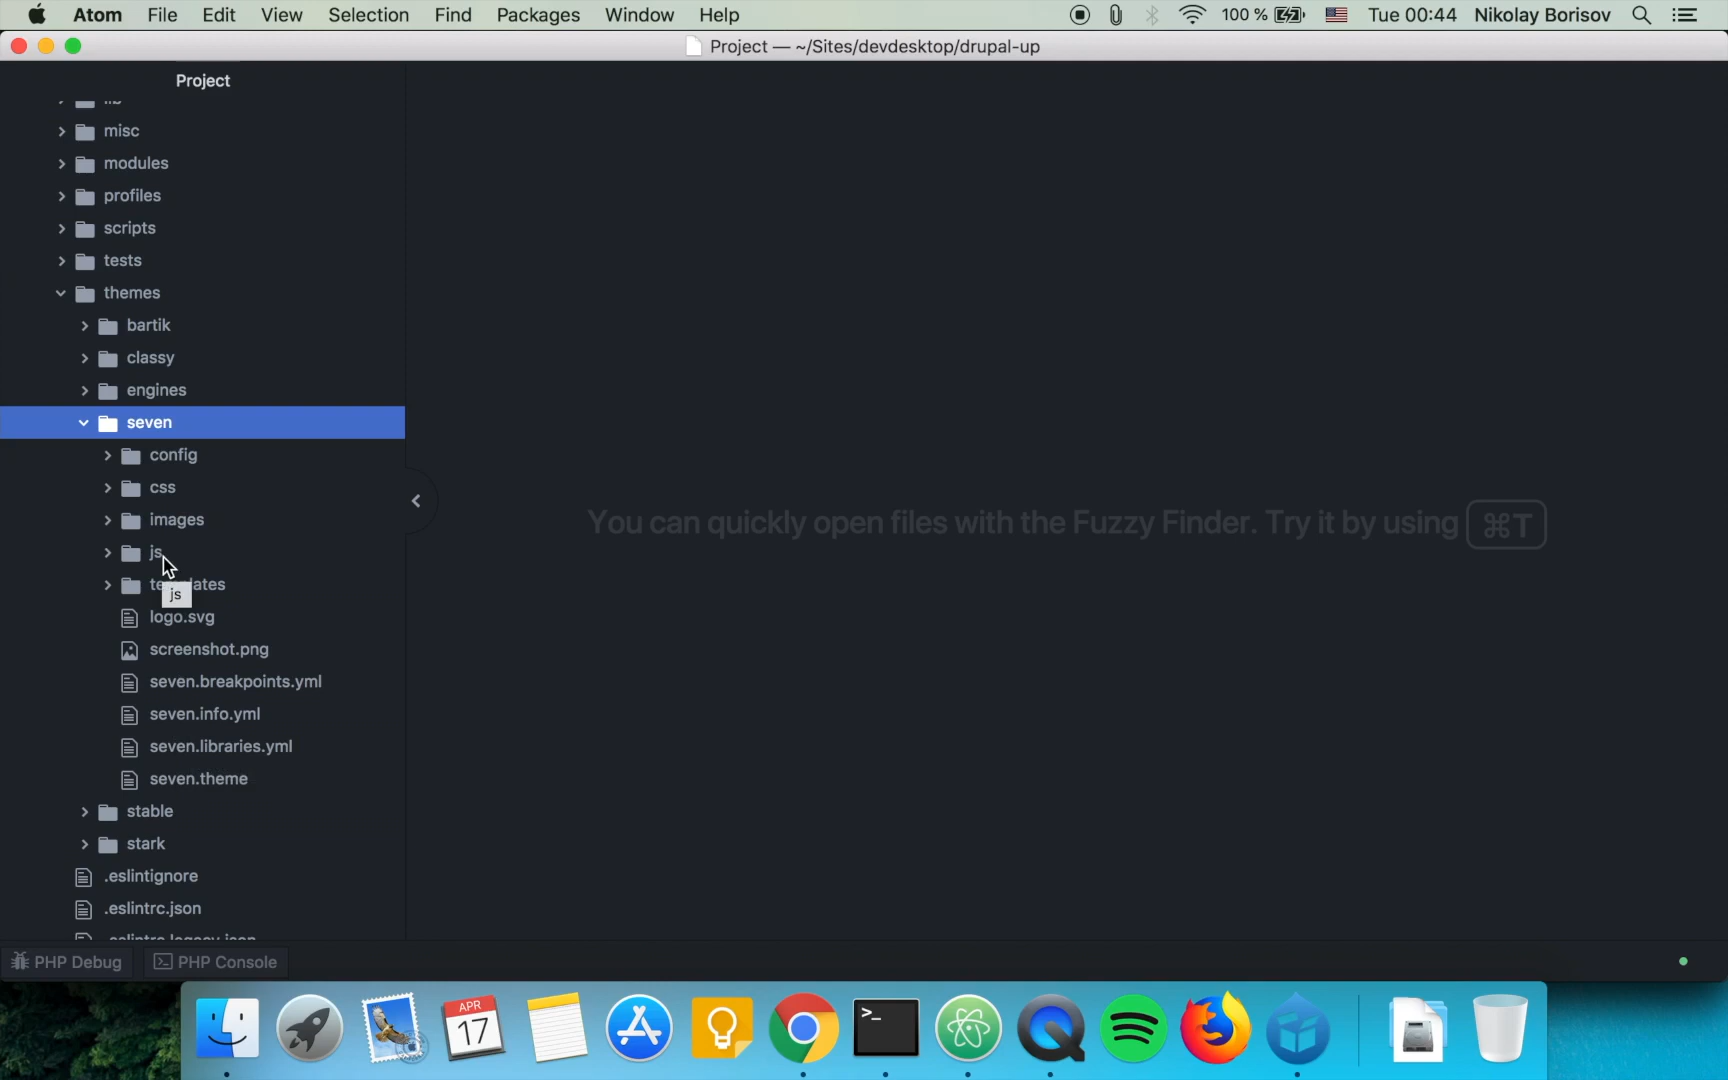 Atom File Edit View Selection Find Packages Window Help 100 % Tue 00:44 Nikolay Borisov
Project — ~/Sites/devdesktop/drupal-up
Project
misc
modules
profiles
scripts
tests
themes
bartik
classy
engines
seven
config
css
images
js
js
logo.svg
screenshot.png
seven.breakpoints.yml
seven.info.yml
seven.libraries.yml
seven.theme
stable
stark
.eslintignore
.eslintrc.json
You can quickly open files with the Fuzzy Finder. Try it by using ⌘T
PHP Debug PHP Console
APR
17